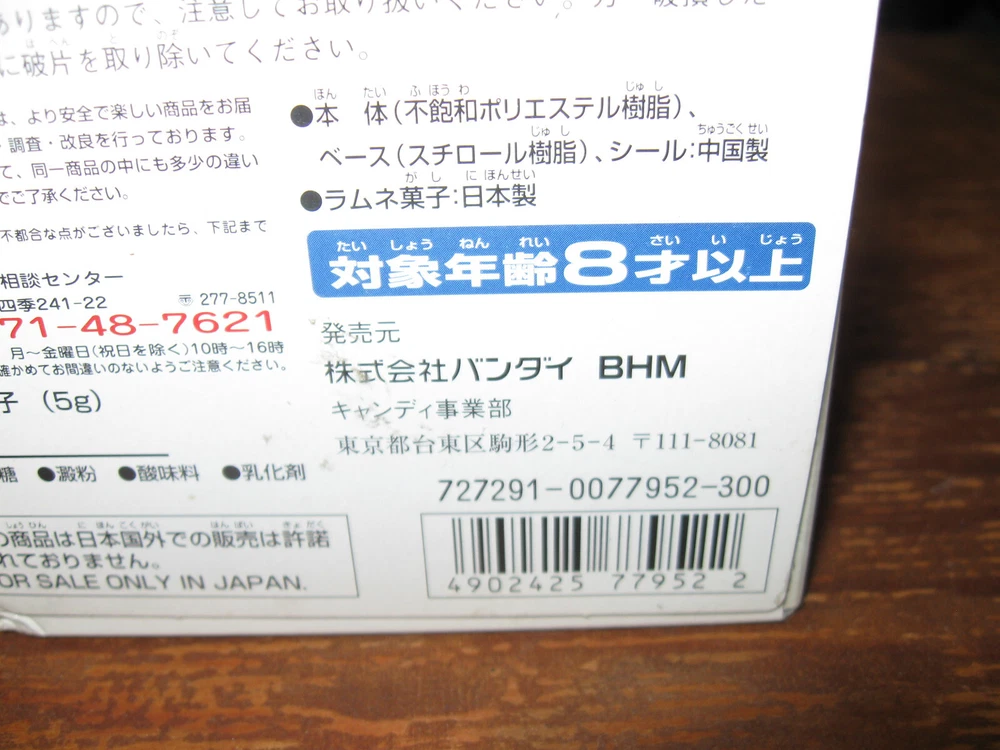 ありますので、注意してお取り扱いください。万一破損した
に破片を取り除いてください。
は、より安全で楽しい商品をお届
・調査・改良を行っております。
て、同一商品の中にも多少の違い
でご了承ください。
不都合な点がございましたら、下記まで
相談センター
四季241-22 〒277-8511
71-48-7621
月〜金曜日(祝日を除く)10時〜16時
確かめてお間違いのないようご注意ください。
子 (5g)
糖 ●澱粉 ●酸味料 ●乳化剤
の商品は日本国外での販売は許諾
れておりません。
FOR SALE ONLY IN JAPAN.
●本 体(不飽和ポリエステル樹脂)、
ベース(スチロール樹脂)、シール:中国製
●ラムネ菓子:日本製
対象年齢8才以上
発売元
株式会社バンダイ BHM
キャンディ事業部
東京都台東区駒形2-5-4 〒111-8081
727291-0077952-300
4902425 77952 2